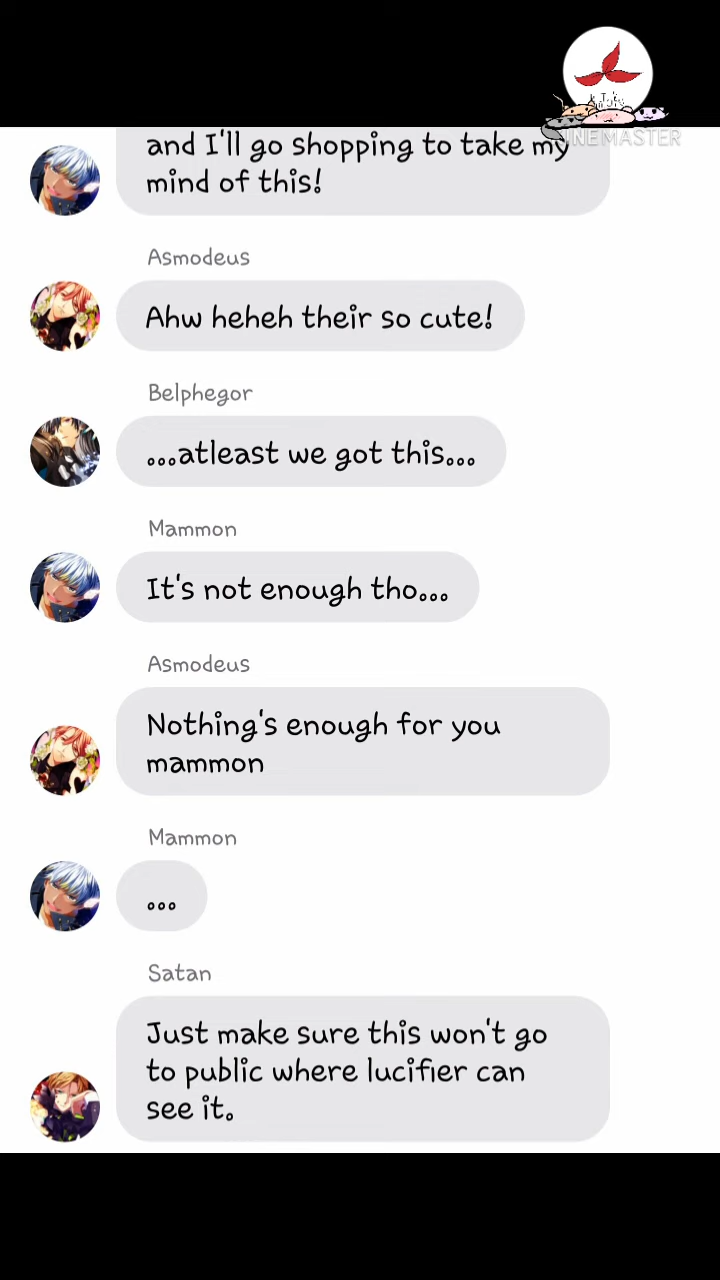 and I'll go shopping to take my
mind of this!
Asmodeus
Ahw heheh their so cute!
Belphegor
...atleast we got this...
Mammon
It's not enough tho...
Asmodeus
Nothing's enough for you
mammon
Mammon
...
Satan
Just make sure this won't go
to public where lucifier can
see it.
INEMASTER